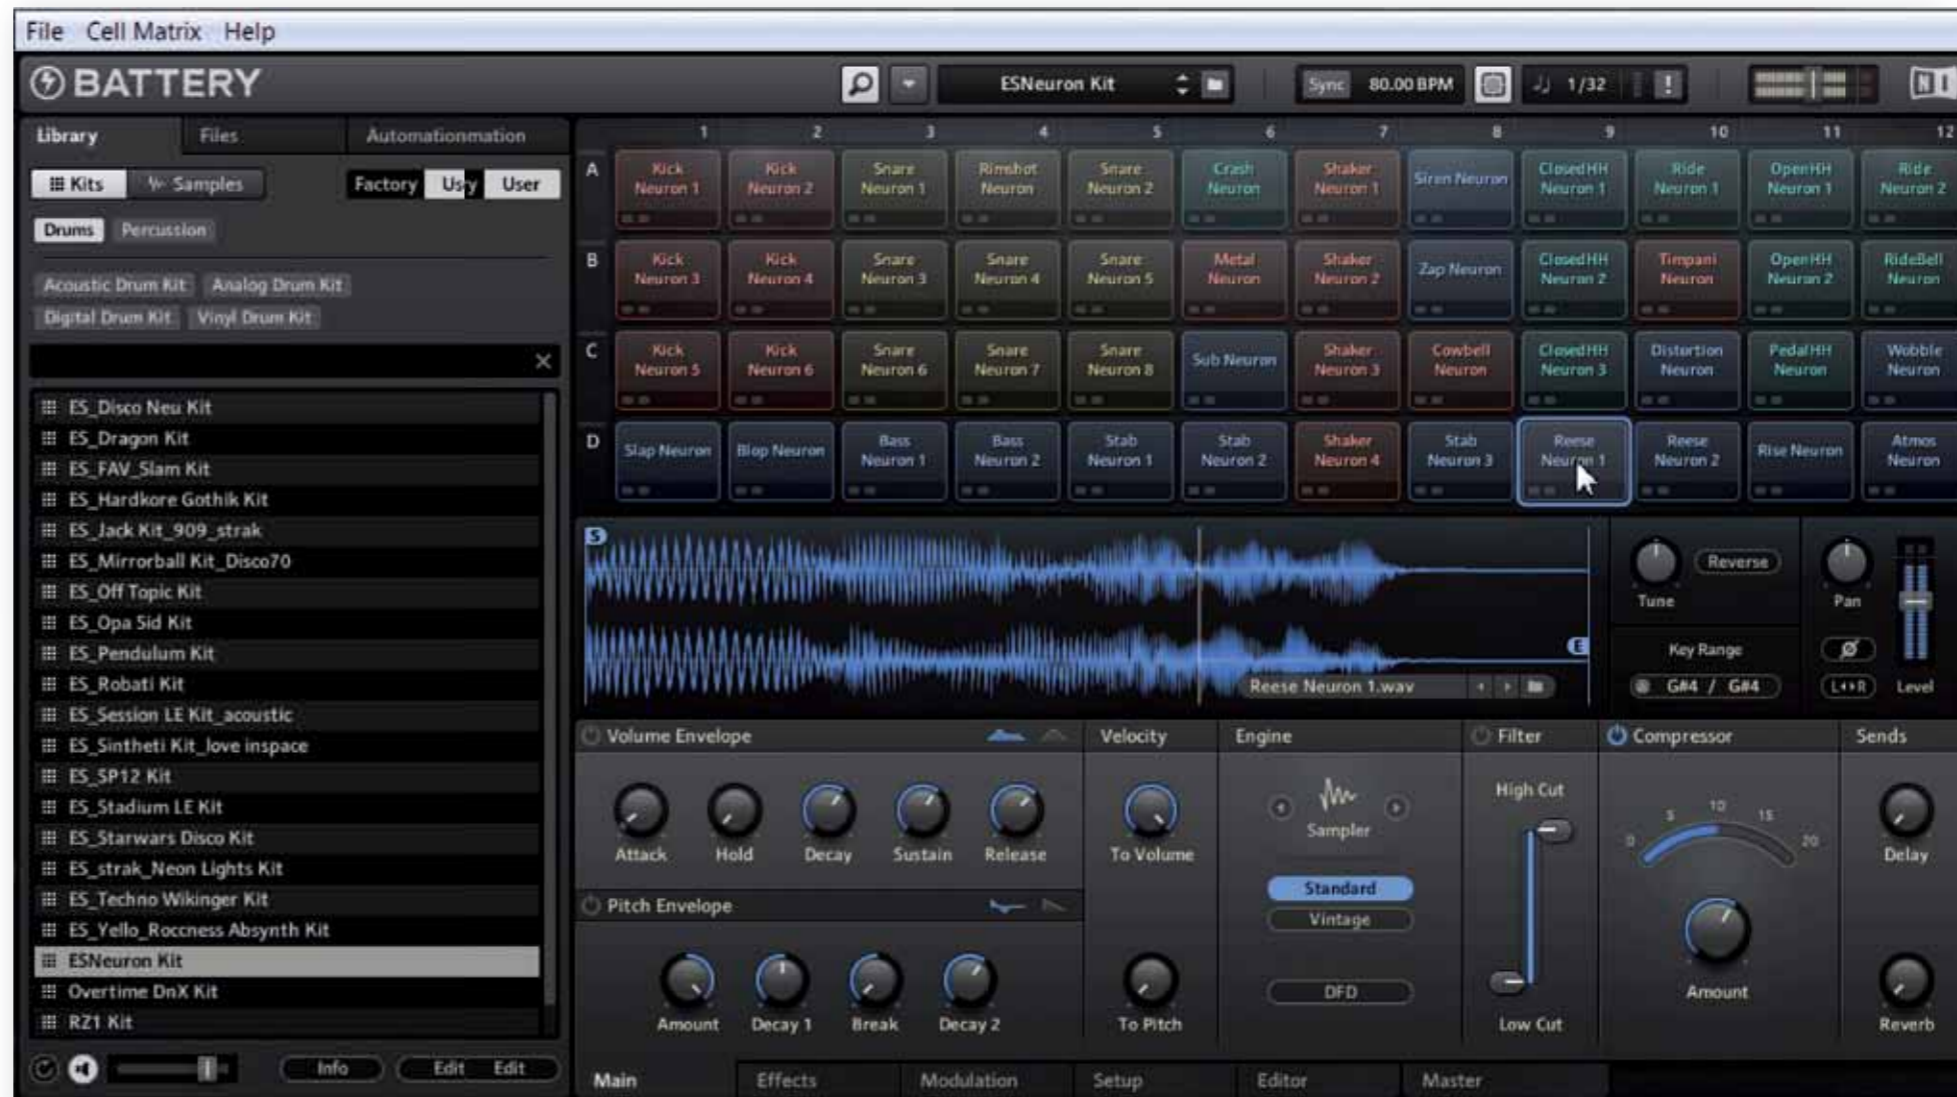 File Cell Matrix Help
BATTERY
ESNeuron Kit
Sync 80.00 BPM
1/32
!
NI
Library Files Automationmation
Kits Samples
Factory Usry User
Drums Percussion
Acoustic Drum Kit Analog Drum Kit
Digital Drum Kit Vinyl Drum Kit
ES_Disco Neu Kit
ES_Dragon Kit
ES_FAV_Slam Kit
ES_Hardkore Gothik Kit
ES_Jack Kit_909_strak
ES_Mirrorball Kit_Disco70
ES_Off Topic Kit
ES_Opa Sid Kit
ES_Pendulum Kit
ES_Robati Kit
ES_Session LE Kit_acoustic
ES_Sintheti Kit_love inspace
ES_SP12 Kit
ES_Stadium LE Kit
ES_Starwars Disco Kit
ES_strak_Neon Lights Kit
ES_Techno Wikinger Kit
ES_Yello_Roccness Absynth Kit
ESNeuron Kit
Overtime DnX Kit
RZ1 Kit
Info Edit Edit
1 2 3 4 5 6 7 8 9 10 11 12
A
Kick Neuron 1
Kick Neuron 2
Snare Neuron 1
Rimshot Neuron
Snare Neuron 2
Crash Neuron
Shaker Neuron 1
Siren Neuron
ClosedHH Neuron 1
Ride Neuron 1
OpenHH Neuron 1
Ride Neuron 2
B
Kick Neuron 3
Kick Neuron 4
Snare Neuron 3
Snare Neuron 4
Snare Neuron 5
Metal Neuron
Shaker Neuron 2
Zap Neuron
ClosedHH Neuron 2
Timpani Neuron
OpenHH Neuron 2
RideBell Neuron
C
Kick Neuron 5
Kick Neuron 6
Snare Neuron 6
Snare Neuron 7
Snare Neuron 8
Sub Neuron
Shaker Neuron 3
Cowbell Neuron
ClosedHH Neuron 3
Distortion Neuron
PedalHH Neuron
Wobble Neuron
D
Slap Neuron
Blop Neuron
Bass Neuron 1
Bass Neuron 2
Stab Neuron 1
Stab Neuron 2
Shaker Neuron 4
Stab Neuron 3
Reese Neuron 1
Reese Neuron 2
Rise Neuron
Atmos Neuron
S
E
Reese Neuron 1.wav
Tune
Reverse
Key Range
G#4 / G#4
Pan
Ø
L R
Level
Volume Envelope
Attack Hold Decay Sustain Release
Pitch Envelope
Amount Decay 1 Break Decay 2
Velocity
To Volume
To Pitch
Engine
Sampler
Standard
Vintage
DFD
Filter
High Cut
Low Cut
Compressor
0 5 10 15 20
Amount
Sends
Delay
Reverb
Main Effects Modulation Setup Editor Master